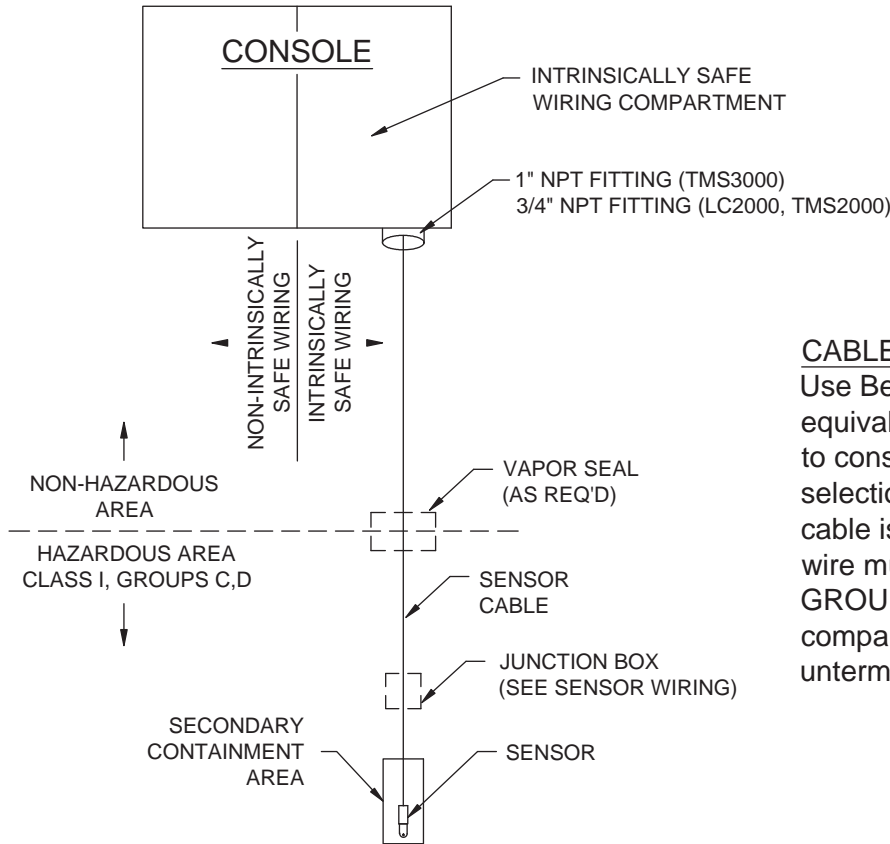 CONSOLE
INTRINSICALLY SAFE
WIRING COMPARTMENT
1" NPT FITTING (TMS3000)
3/4" NPT FITTING (LC2000, TMS2000)
NON-INTRINSICALLY
SAFE WIRING
INTRINSICALLY
SAFE WIRING
NON-HAZARDOUS
AREA
HAZARDOUS AREA
CLASS I, GROUPS C,D
VAPOR SEAL
(AS REQ'D)
SENSOR
CABLE
JUNCTION BOX
(SEE SENSOR WIRING)
SECONDARY
CONTAINMENT
AREA
SENSOR
CABLE
Use Be
equival
to cons
selectio
cable is
wire mu
GROU
compa
unterm